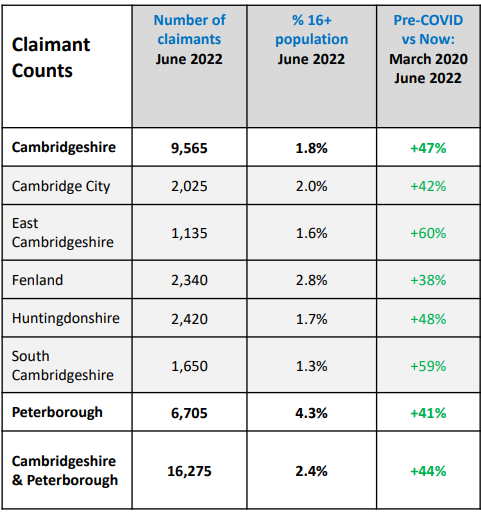 Claimant
Counts
Number of
claimants
June 2022
% 16+
population
June 2022
Pre-COVID
vs Now:
March 2020
June 2022
Cambridgeshire 9,565 1.8% +47%
Cambridge City 2,025 2.0% +42%
East
Cambridgeshire 1,135 1.6% +60%
Fenland 2,340 2.8% +38%
Huntingdonshire 2,420 1.7% +48%
South
Cambridgeshire 1,650 1.3% +59%
Peterborough 6,705 4.3% +41%
Cambridgeshire
& Peterborough 16,275 2.4% +44%